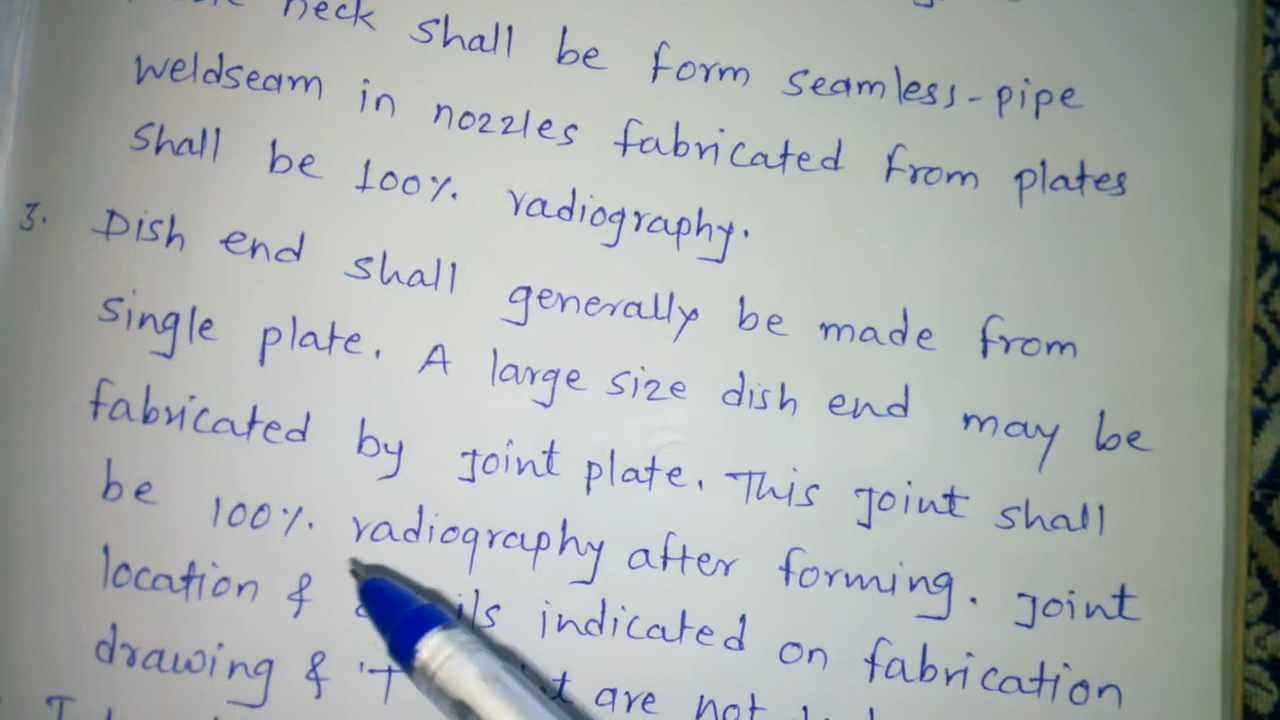 neck shall be form seamless-pipe
weldseam in nozzles fabricated from plates
shall be 100% radiography.
3. Dish end shall generally be made from
single plate. A large size dish end may be
fabricated by joint plate. This joint shall
be 100% radiography after forming. joint
location & indicated on fabrication
drawing & 'T are not